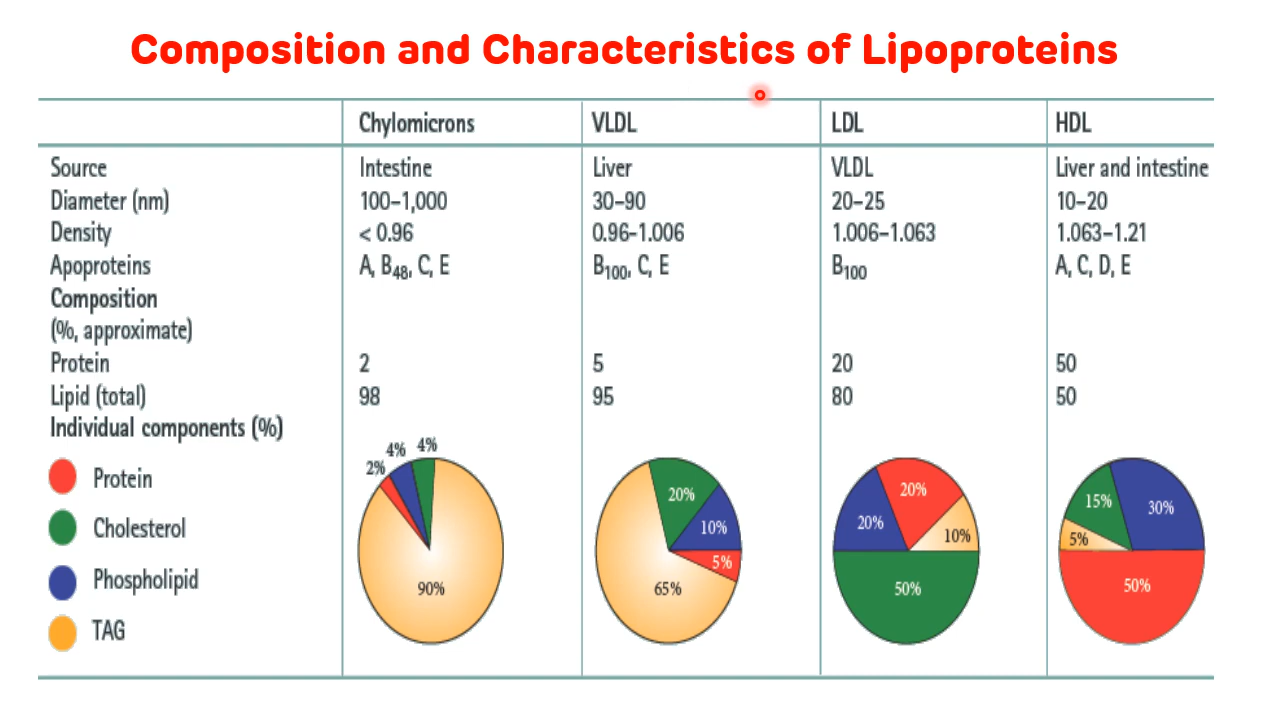 Composition and Characteristics of Lipoproteins
Chylomicrons VLDL LDL HDL
Source Intestine Liver VLDL Liver and intestine
Diameter (nm) 100–1,000 30–90 20–25 10–20
Density < 0.96 0.96–1.006 1.006–1.063 1.063–1.21
Apoproteins A, B48, C, E B100, C, E B100 A, C, D, E
Composition
(%, approximate)
Protein 2 5 20 50
Lipid (total) 98 95 80 50
Individual components (%)
Protein
Cholesterol
Phospholipid
TAG
2% 4% 4% 90%
20% 10% 5% 65%
20% 20% 10% 50%
5% 15% 30% 50%